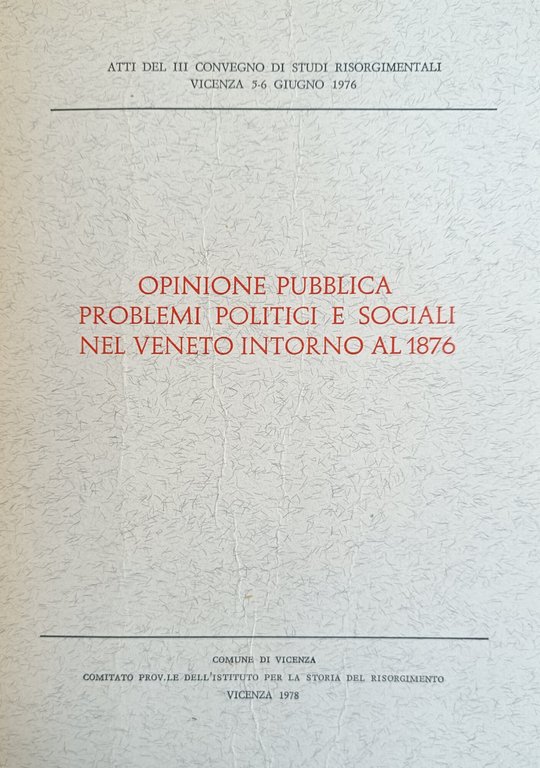 ATTI DEL III CONVEGNO DI STUDI RISORGIMENTALI
VICENZA 5-6 GIUGNO 1976
OPINIONE PUBBLICA
PROBLEMI POLITICI E SOCIALI
NEL VENETO INTORNO AL 1876
COMUNE DI VICENZA
COMITATO PROV.LE DELL'ISTITUTO PER LA STORIA DEL RISORGIMENTO
VICENZA 1978